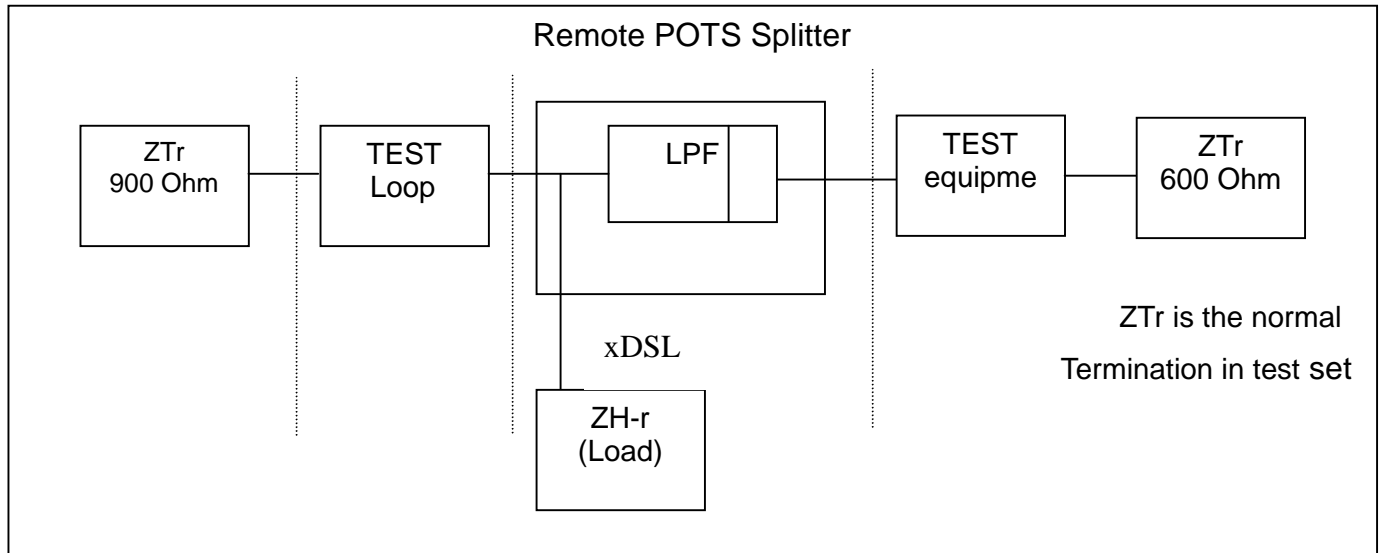 Remote POTS Splitter
ZTr
900 Ohm
TEST
Loop
LPF
TEST
equipme
ZTr
600 Ohm
ZTr is the normal
Termination in test set
xDSL
ZH-r
(Load)